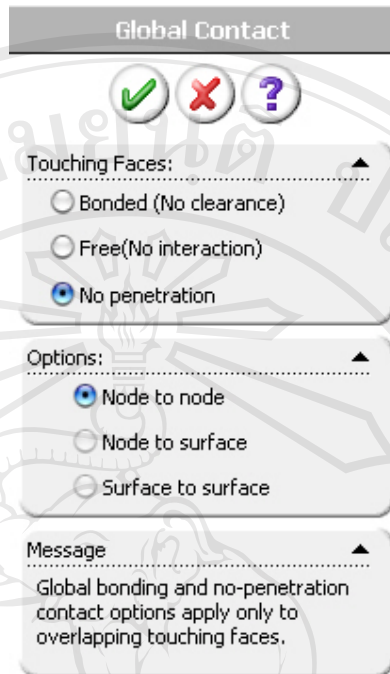 Global Contact
?
Touching Faces:
Bonded (No clearance)
Free(No interaction)
No penetration
Options:
Node to node
Node to surface
Surface to surface
Message
Global bonding and no-penetration
contact options apply only to
overlapping touching faces.